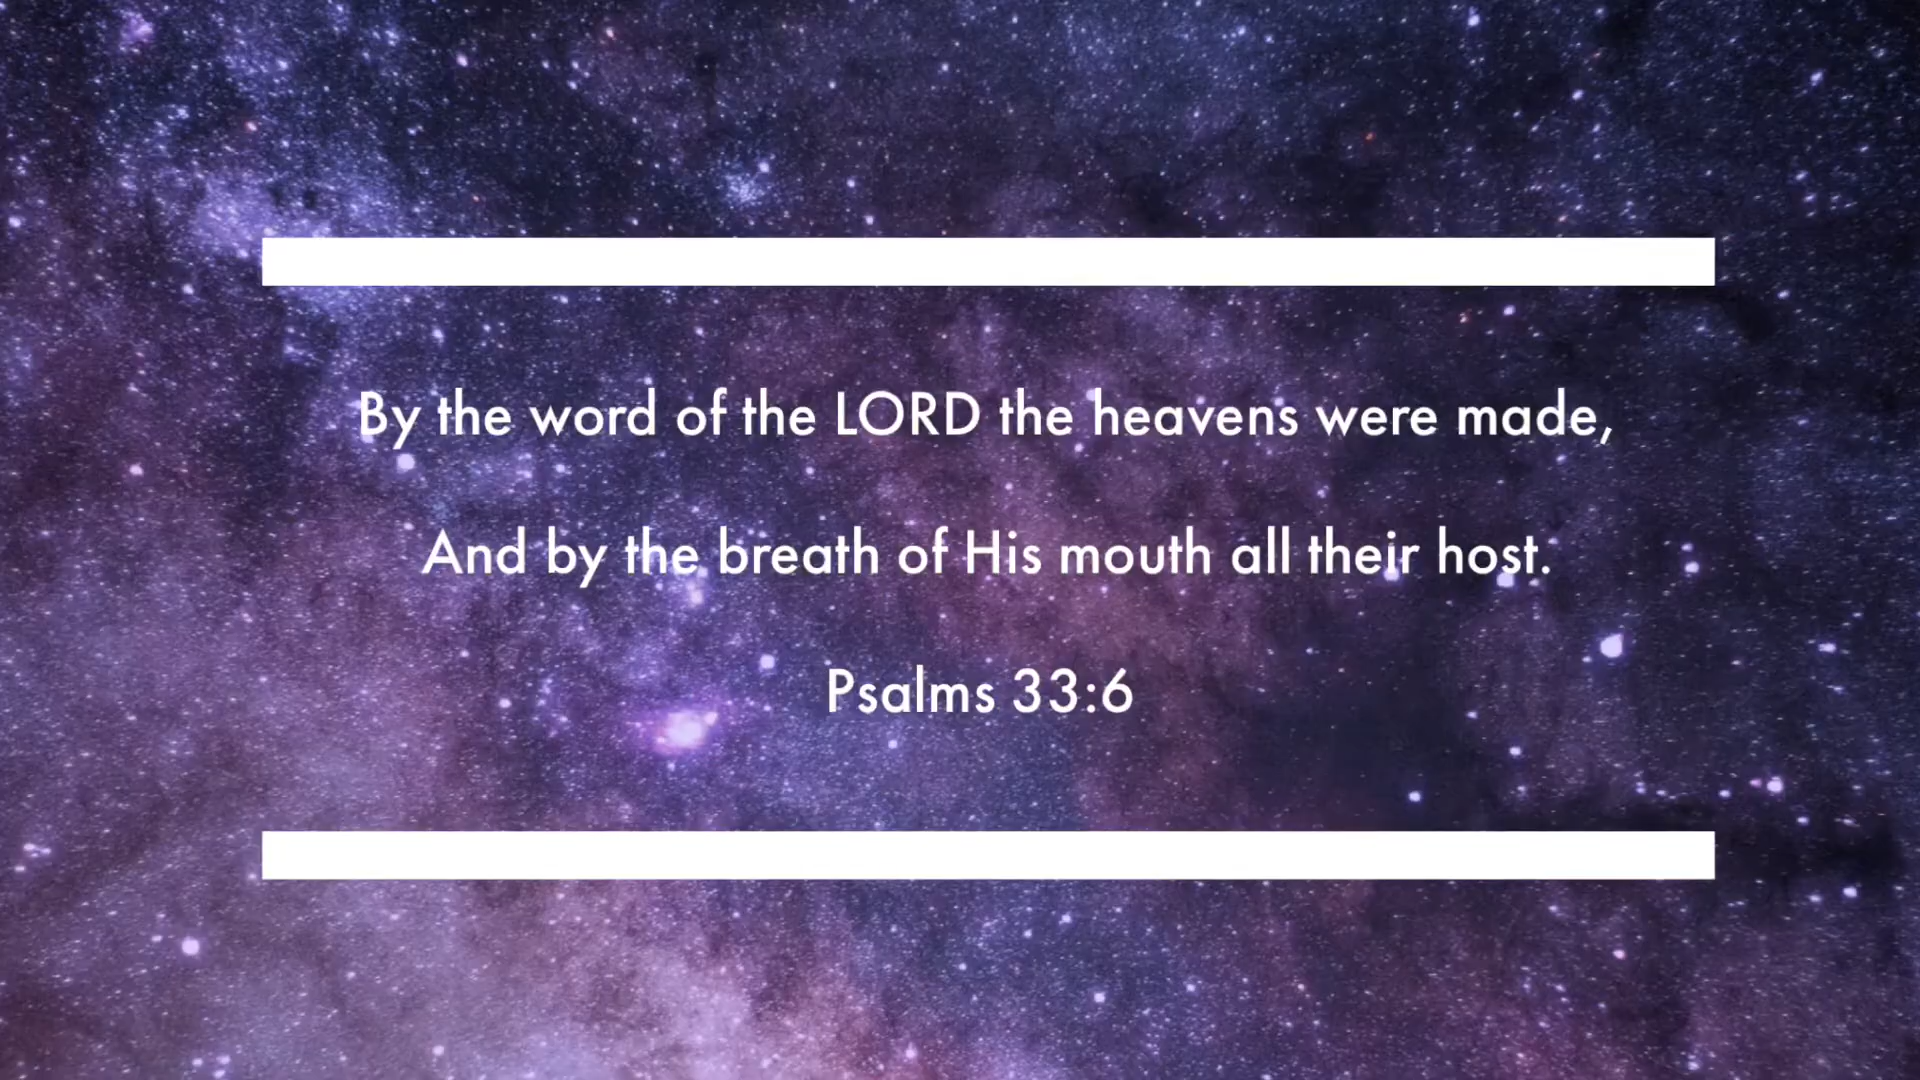 By the word of the LORD the heavens were made,
And by the breath of His mouth all their host.
Psalms 33:6